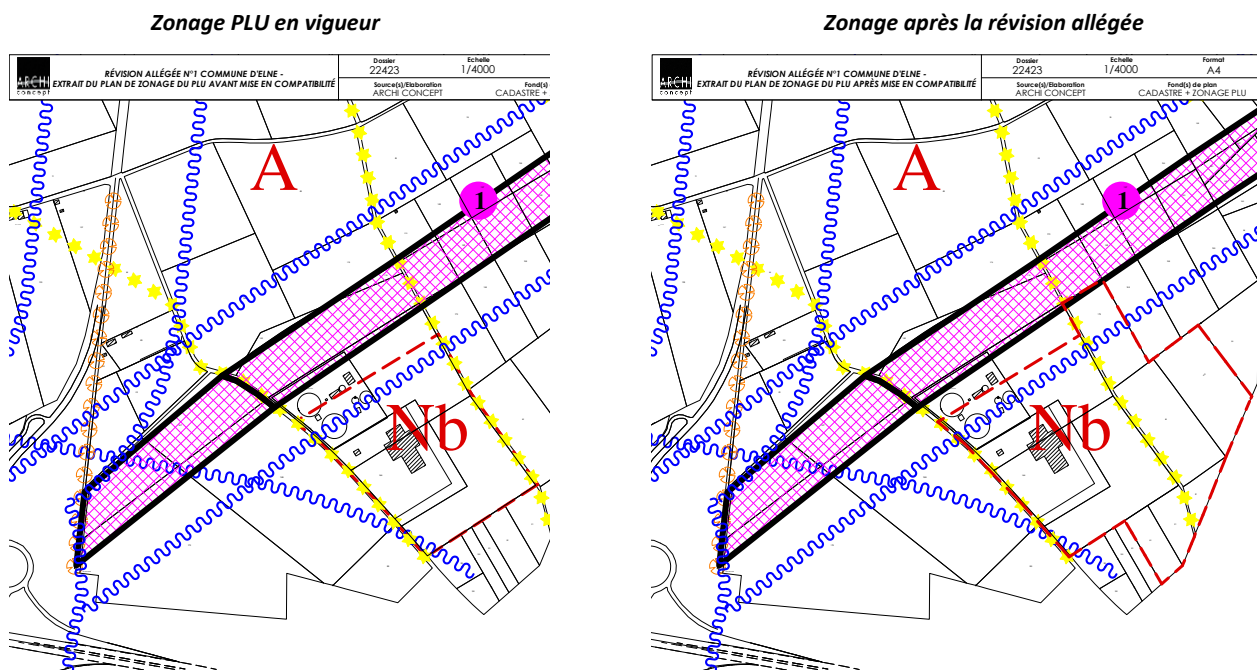 Zonage PLU en vigueur
Zonage après la révision allégée
ARCHI
concept
RÉVISION ALLÉGÉE N°1 COMMUNE D'ELNE -
EXTRAIT DU PLAN DE ZONAGE DU PLU AVANT MISE EN COMPATIBILITÉ
Dossier
22423
Echelle
1/4000
Source(s)/Elaboration
ARCHI CONCEPT
Fond(s)
CADASTRE +
A
1
Nb
ARCHI
concept
RÉVISION ALLÉGÉE N°1 COMMUNE D'ELNE -
EXTRAIT DU PLAN DE ZONAGE DU PLU APRÈS MISE EN COMPATIBILITÉ
Dossier
22423
Echelle
1/4000
Format
A4
Source(s)/Elaboration
ARCHI CONCEPT
Fond(s) de plan
CADASTRE + ZONAGE PLU
A
1
Nb